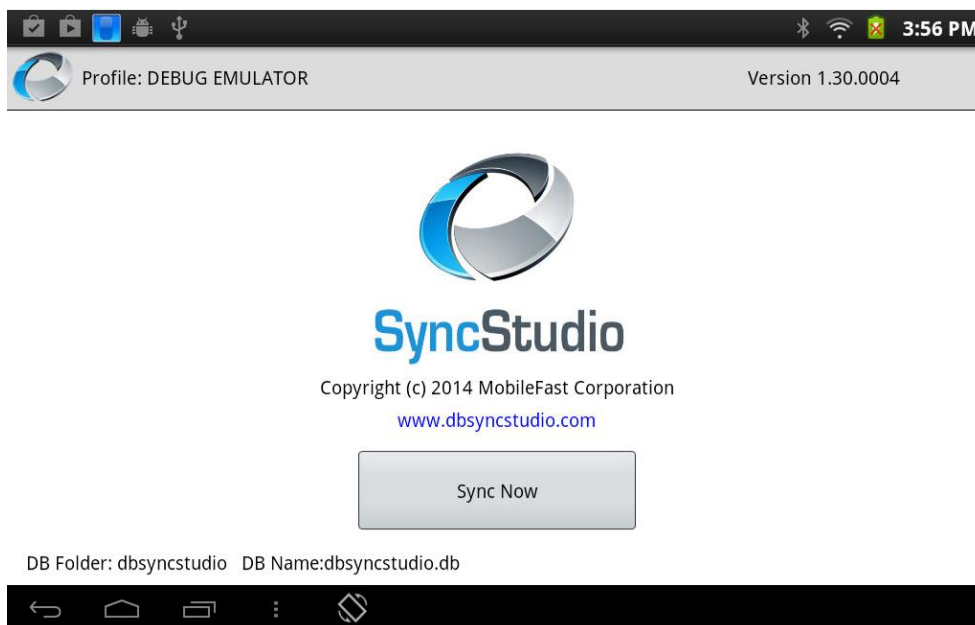 3:56 PM
Profile: DEBUG EMULATOR
Version 1.30.0004
SyncStudio
Copyright (c) 2014 MobileFast Corporation
www.dbsyncstudio.com
Sync Now
DB Folder: dbsyncstudio DB Name:dbsyncstudio.db